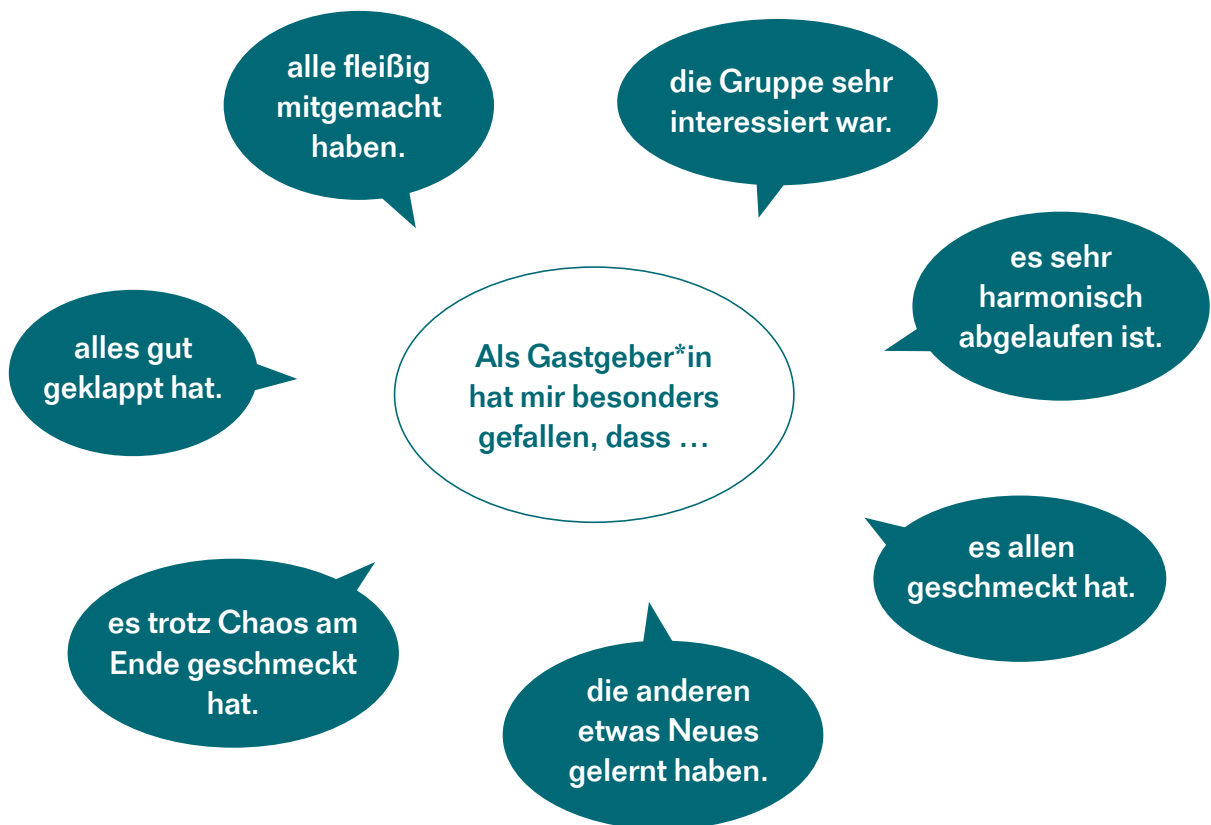 alle fleißig
mitgemacht
haben.
die Gruppe sehr
interessiert war.
es sehr
harmonisch
abgelaufen ist.
alles gut
geklappt hat.
Als Gastgeber*in
hat mir besonders
gefallen, dass …
es allen
geschmeckt hat.
es trotz Chaos am
Ende geschmeckt
hat.
die anderen
etwas Neues
gelernt haben.